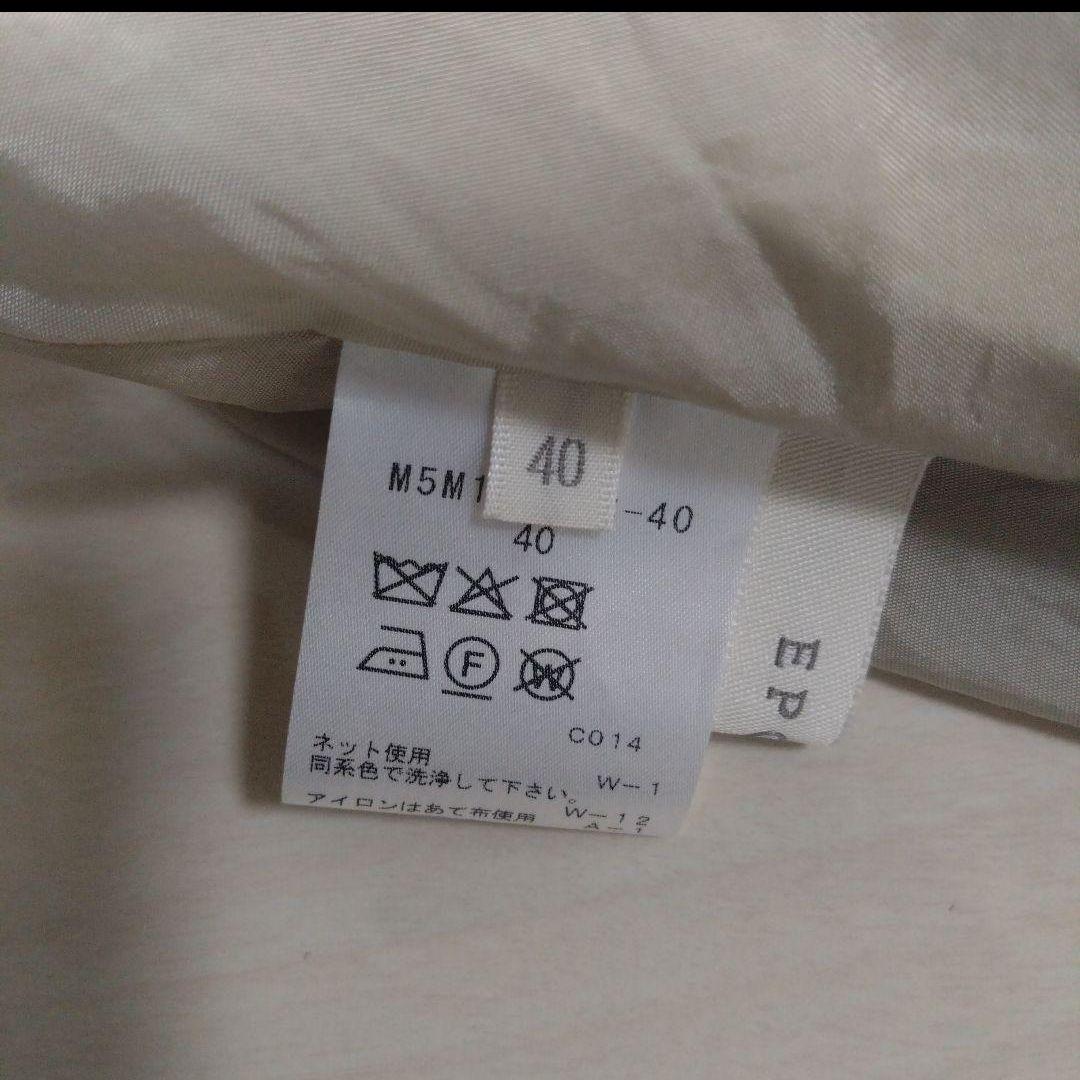 40
M5M1 -40
40
F
W
C014
ネット使用
同系色で洗浄して下さい。 W-1
アイロンはあて布使用 W-12
A-1
EP